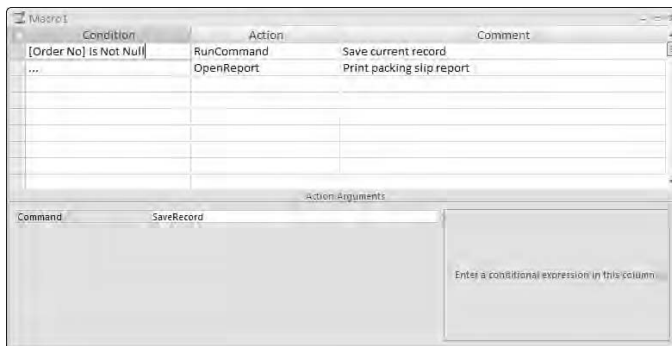 Macro1
Condition Action Comment
[Order No] Is Not Null RunCommand Save current record
... OpenReport Print packing slip report
Action Arguments
Command SaveRecord
Enter a conditional expression in this column.